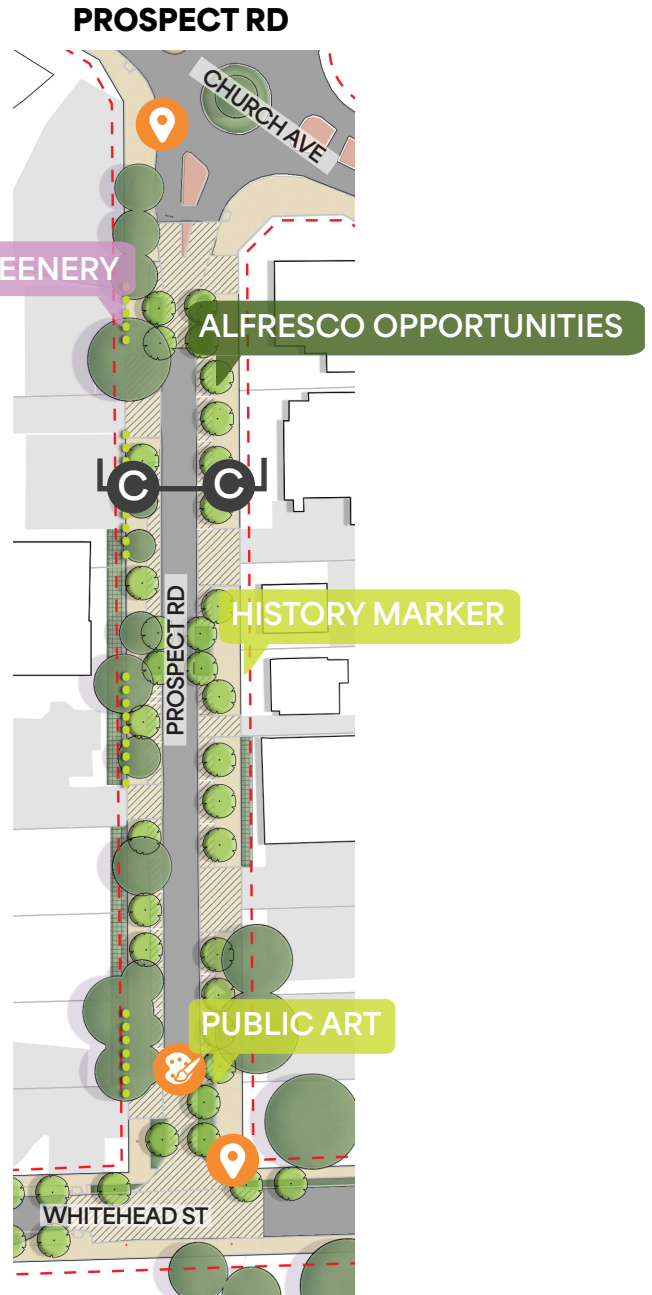 PROSPECT RD
CHURCH AVE
EENERY
ALFRESCO OPPORTUNITIES
C C
HISTORY MARKER
PROSPECT RD
PUBLIC ART
WHITEHEAD ST